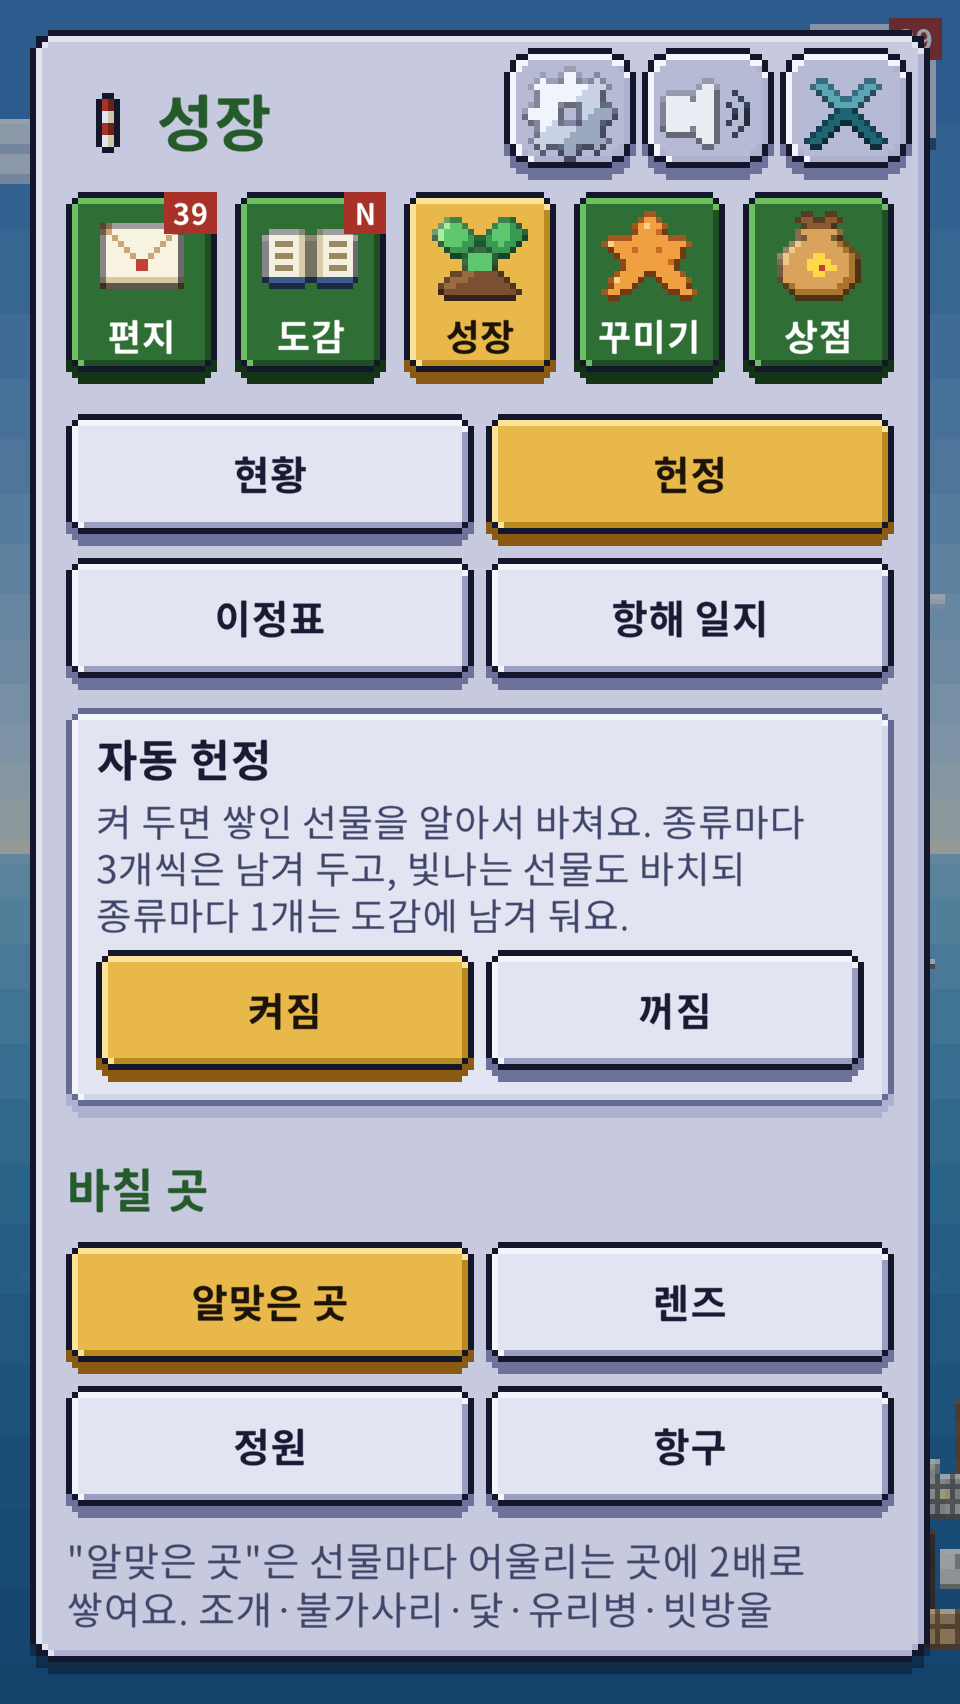 성장
39
N
편지
도감
성장
꾸미기
상점
현황
헌정
이정표
항해 일지
자동 헌정
켜 두면 쌓인 선물을 알아서 바쳐요. 종류마다
3개씩은 남겨 두고, 빛나는 선물도 바치되
종류마다 1개는 도감에 남겨 둬요.
켜짐
꺼짐
바칠 곳
알맞은 곳
렌즈
정원
항구
"알맞은 곳"은 선물마다 어울리는 곳에 2배로
쌓여요. 조개 · 불가사리 · 닻 · 유리병 · 빗방울